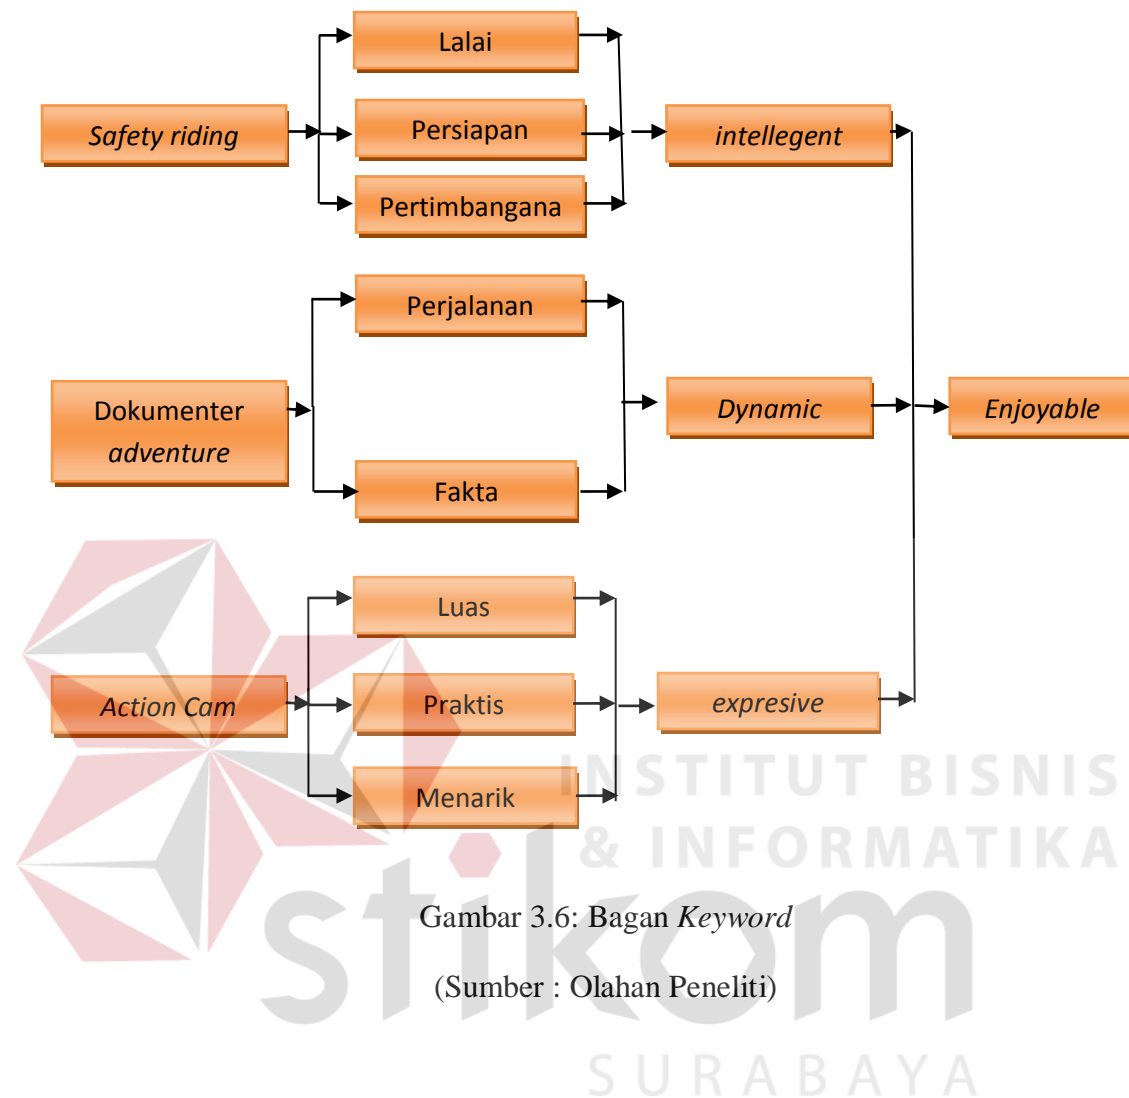 Lalai
Safety riding
Persiapan
intellegent
Pertimbangana
Perjalanan
Dokumenter
adventure
Dynamic
Enjoyable
Fakta
Luas
Action Cam
Praktis
expresive
Menarik
INSTITUT BISNIS
& INFORMATIKA
stikom
SURABAYA
Gambar 3.6: Bagan Keyword
(Sumber : Olahan Peneliti)